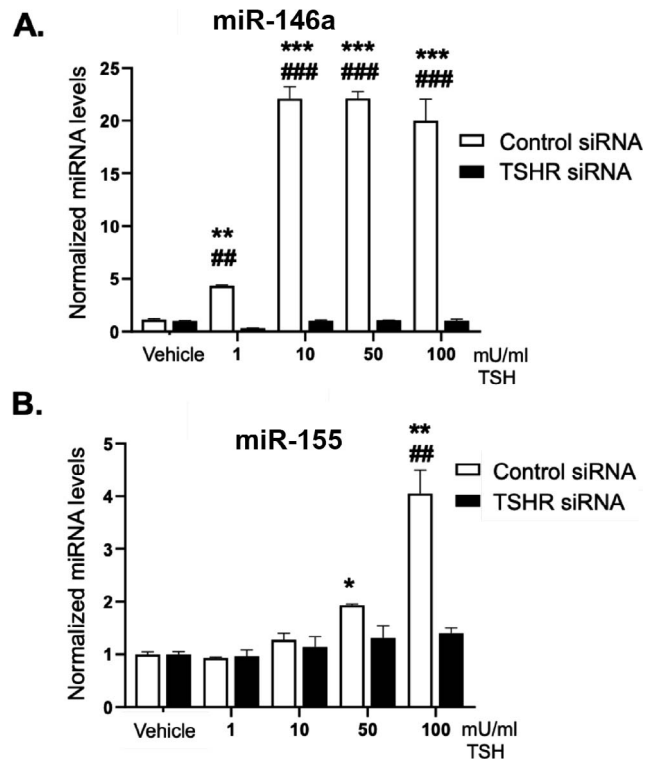 A.
miR-146a
*** *** ***
** ### ### ###
##
Normalized miRNA levels
25
20
15
10
5
0
Control siRNA
TSHR siRNA
Vehicle 1 10 50 100 mU/ml
TSH
B.
miR-155
**
##
*
Normalized miRNA levels
5
4
3
2
1
0
Control siRNA
TSHR siRNA
Vehicle 1 10 50 100 mU/ml
TSH